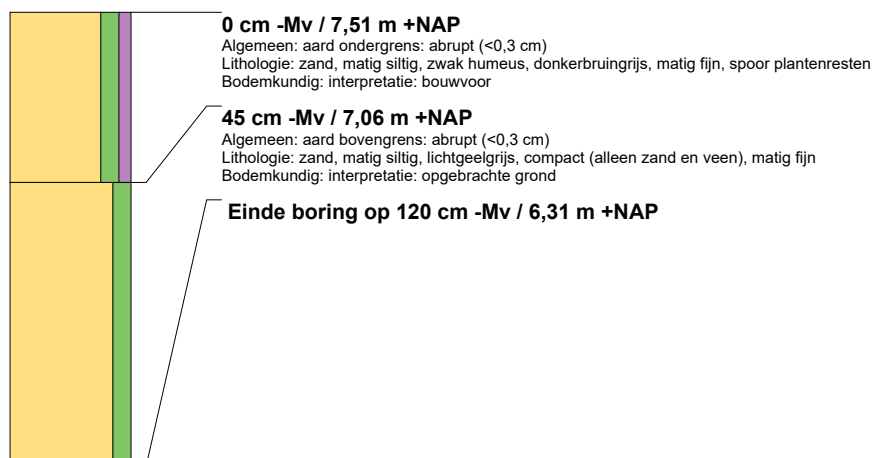 0 cm -Mv / 7,51 m +NAP
Algemeen: aard ondergrens: abrupt (<0,3 cm)
Lithologie: zand, matig siltig, zwak humeus, donkerbruingrijs, matig fijn, spoor plantenresten
Bodemkundig: interpretatie: bouwvoor
45 cm -Mv / 7,06 m +NAP
Algemeen: aard bovengrens: abrupt (<0,3 cm)
Lithologie: zand, matig siltig, lichtgeelgrijs, compact (alleen zand en veen), matig fijn
Bodemkundig: interpretatie: opgebrachte grond
Einde boring op 120 cm -Mv / 6,31 m +NAP